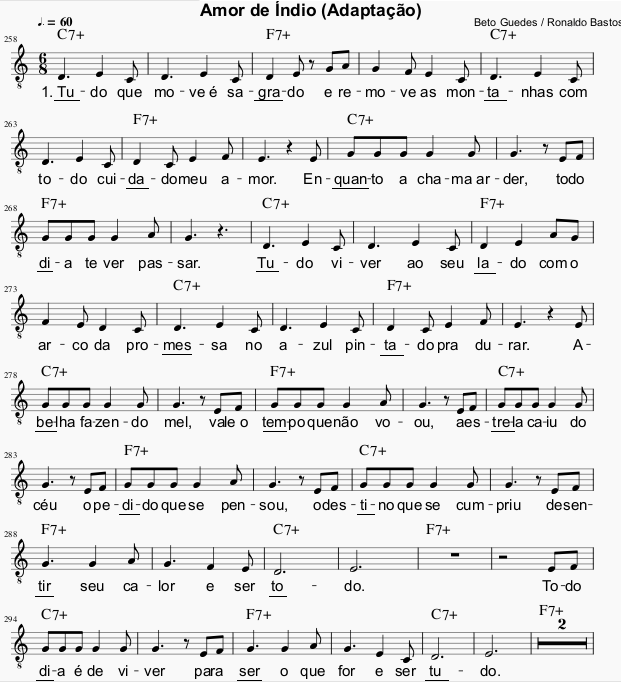 Amor de Índio (Adaptação)
♩. = 60
Beto Guedes / Ronaldo Bastos
258 C7+ F7+ C7+
6/8
1. Tu - do que mo - ve é sa - gra - do e re - mo - ve as mon - ta - nhas com
263 F7+ C7+
to - do cui - da - do meu a - mor. En - quan - to a cha - ma ar - der, todo
268 F7+ C7+ F7+
di - a te ver pas - sar. Tu - do vi - ver ao seu la - do com o
273 C7+ F7+
ar - co da pro - mes - sa no a - zul pin - ta - do pra du - rar. A -
278 C7+ F7+ C7+
be - lha fa - zen - do mel, vale o tem - po que não vo - ou, a es - tre - la ca - iu do
283 F7+ C7+
céu o pe - di - do que se pen - sou, o des - ti - no que se cum - priu desen -
288 F7+ C7+ F7+
tir seu ca - lor e ser to - do. To - do
294 C7+ F7+ C7+ F7+
2
di - a é de vi - ver para ser o que for e ser tu - do.